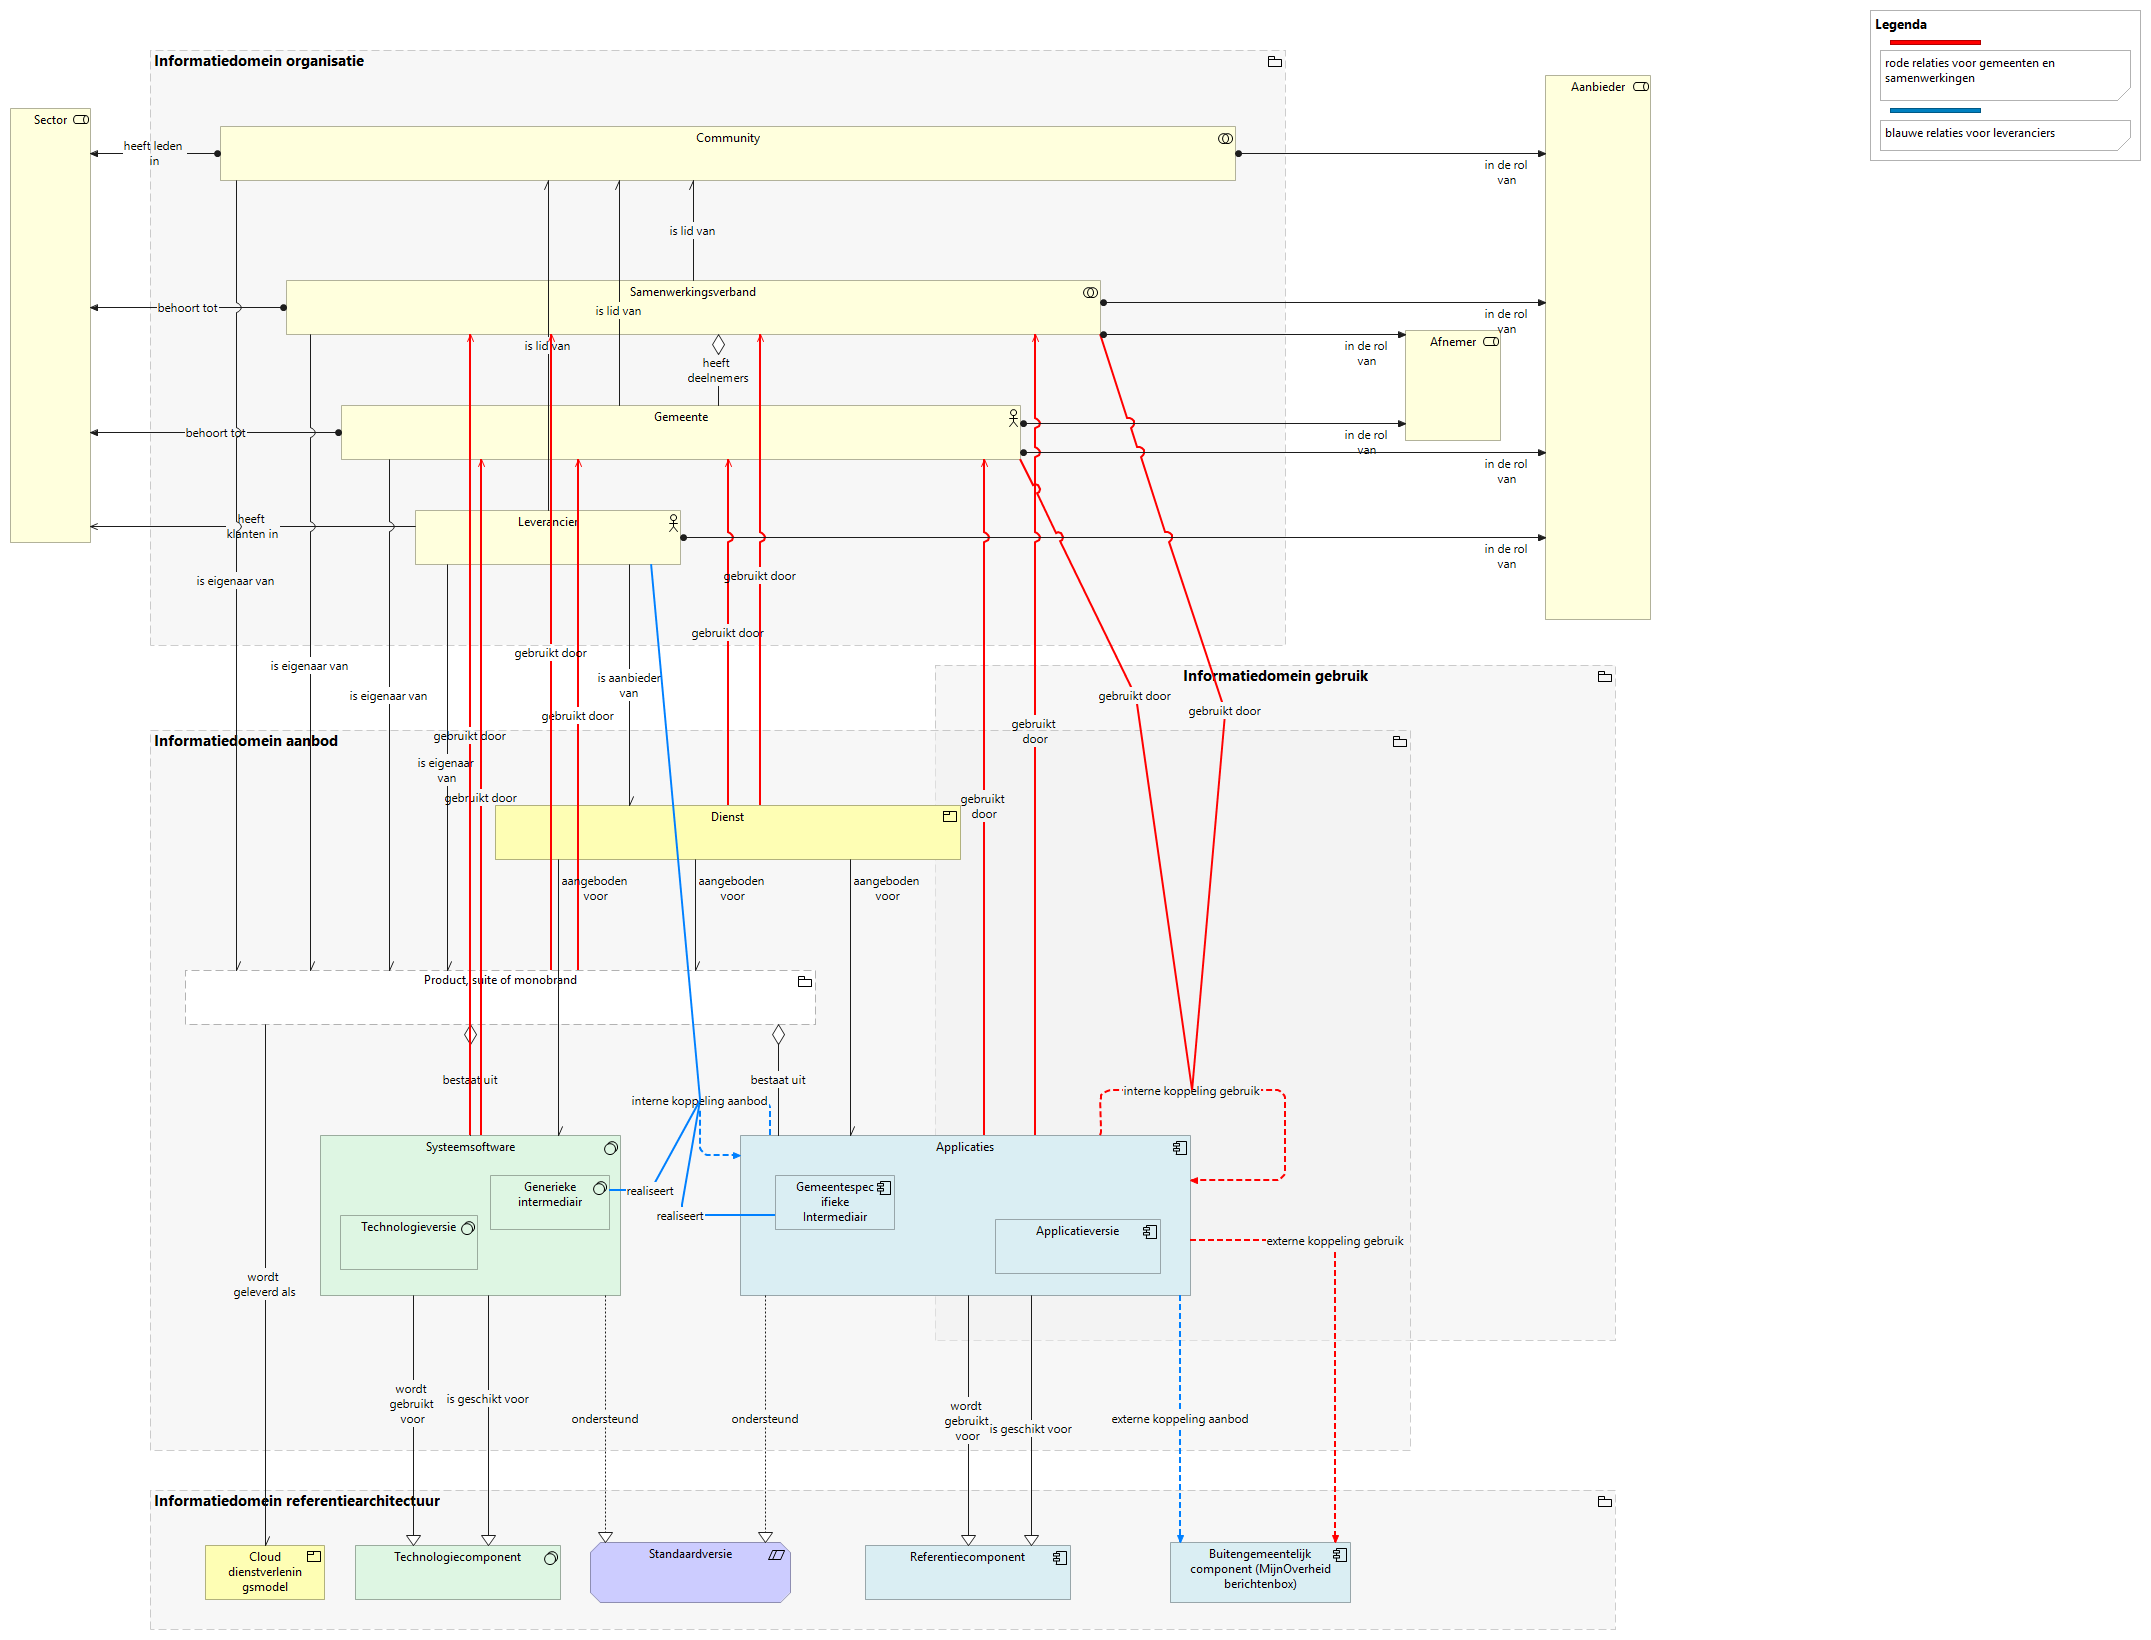 Legenda
rode relaties voor gemeenten en
samenwerkingen
blauwe relaties voor leveranciers
Informatiedomein organisatie
Sector
Aanbieder
Community
heeft leden
in
in de rol
van
is lid van
Samenwerkingsverband
behoort tot
is lid van
in de rol
van
is lid van
heeft
deelnemers
in de rol
van
Afnemer
Gemeente
behoort tot
in de rol
van
in de rol
van
Leverancier
heeft
klanten in
in de rol
van
is eigenaar van
gebruikt door
gebruikt door
gebruikt door
is eigenaar van
is aanbieder
van
is eigenaar van
gebruikt door
Informatiedomein gebruik
gebruikt door
gebruikt door
gebruikt
door
Informatiedomein aanbod
gebruikt door
is eigenaar
van
gebruikt door
gebruikt
door
Dienst
aangeboden
voor
aangeboden
voor
aangeboden
voor
Product, suite of monobrand
bestaat uit
bestaat uit
interne koppeling aanbod
interne koppeling gebruik
Systeemsoftware
Applicaties
Generieke
intermediair
realiseert
Gemeentespec
ifieke
Intermediair
realiseert
Technologieversie
Applicatieversie
externe koppeling gebruik
wordt
geleverd als
wordt
gebruikt
voor
is geschikt voor
ondersteund
ondersteund
wordt
gebruikt
voor
is geschikt voor
externe koppeling aanbod
Informatiedomein referentiearchitectuur
Cloud
dienstverlenin
gsmodel
Technologiecomponent
Standaardversie
Referentiecomponent
Buitengemeentelijk
component (MijnOverheid
berichtenbox)